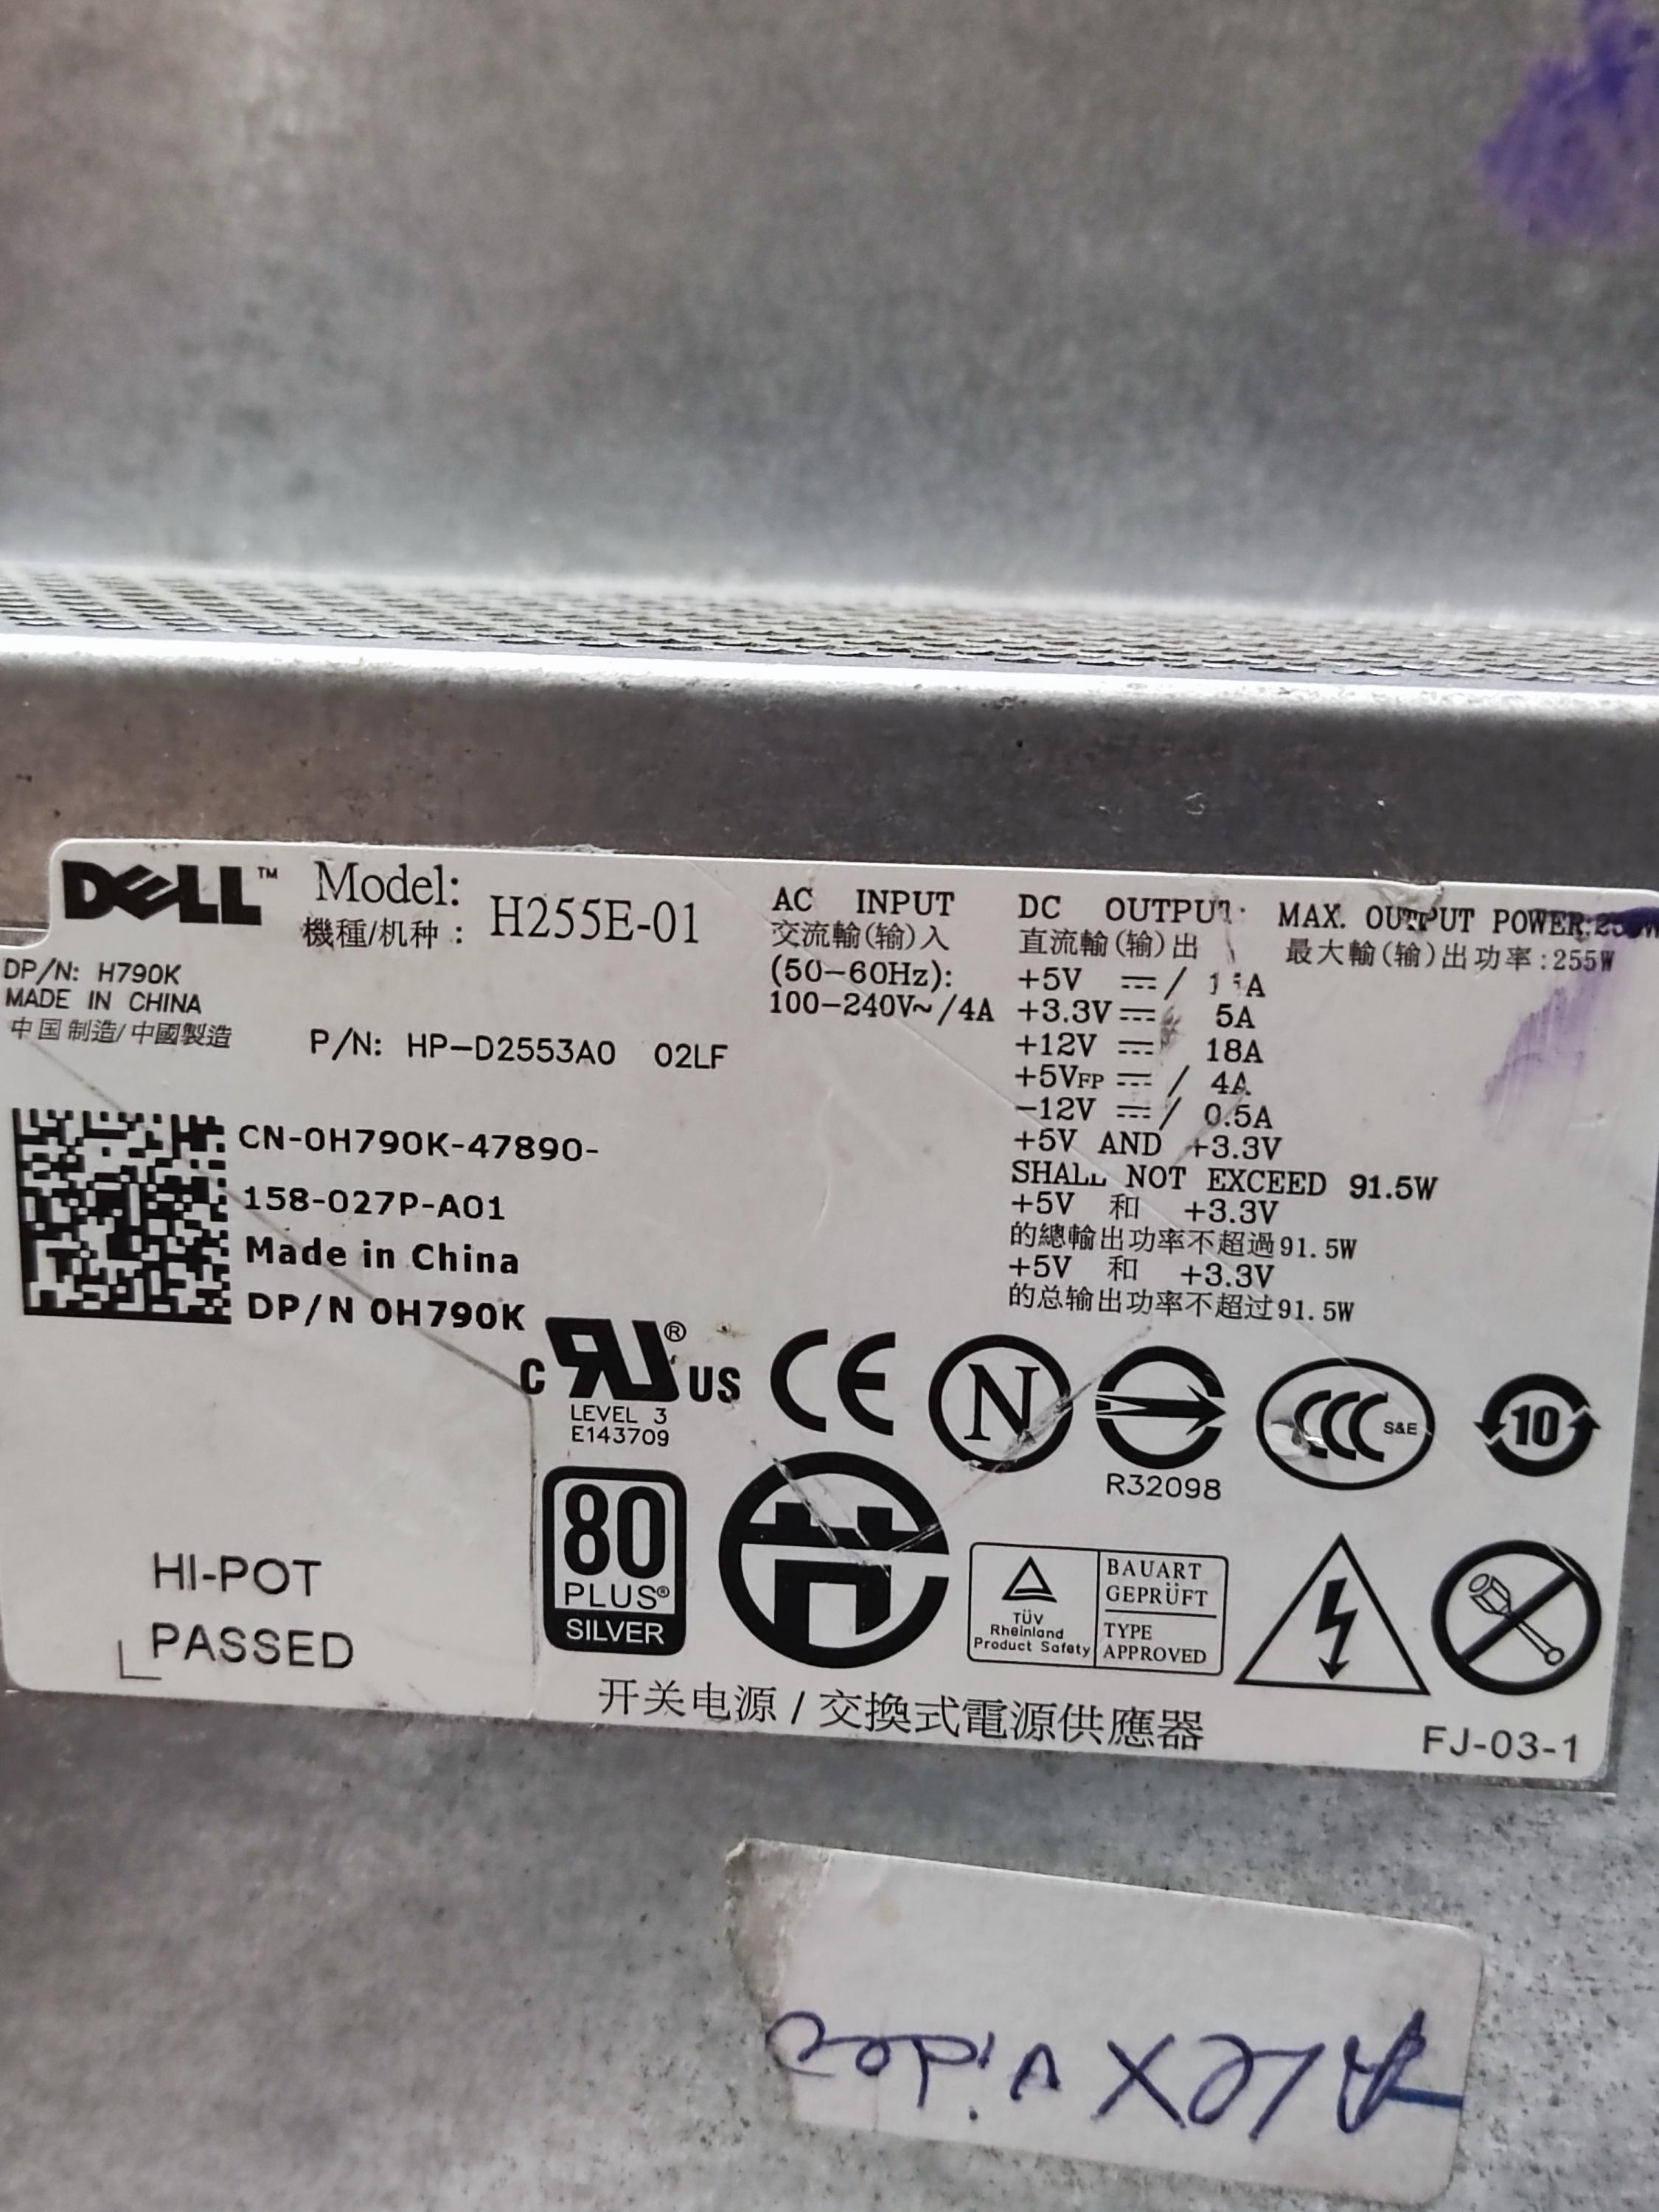 DELL™ Model: H255E-01
機種/机种：
DP/N: H790K
MADE IN CHINA
中国制造/中國製造
P/N: HP-D2553A0 02LF
CN-0H790K-47890-
158-027P-A01
Made in China
DP/N 0H790K
HI-POT
PASSED
AC INPUT
交流輸(输)入
(50-60Hz):
100-240V~/4A
DC OUTPUT
直流輸(输)出
+5V ⎓/ A
+3.3V⎓ 5A
+12V ⎓ 18A
+5VFP ⎓/ 4A
-12V ⎓/ 0.5A
+5V AND +3.3V
SHALL NOT EXCEED 91.5W
+5V 和 +3.3V
的總輸出功率不超過91.5W
+5V 和 +3.3V
的总输出功率不超过91.5W
MAX. OUTPUT POWER:255W
最大輸(输)出功率:255W
c RU® US
LEVEL 3
E143709
CE
N
R32098
CCC S&E
10
80
PLUS®
SILVER
TÜV
Rheinland
Product Safety
BAUART
GEPRÜFT
TYPE
APPROVED
开关电源/交換式電源供應器
FJ-03-1
ALEX video